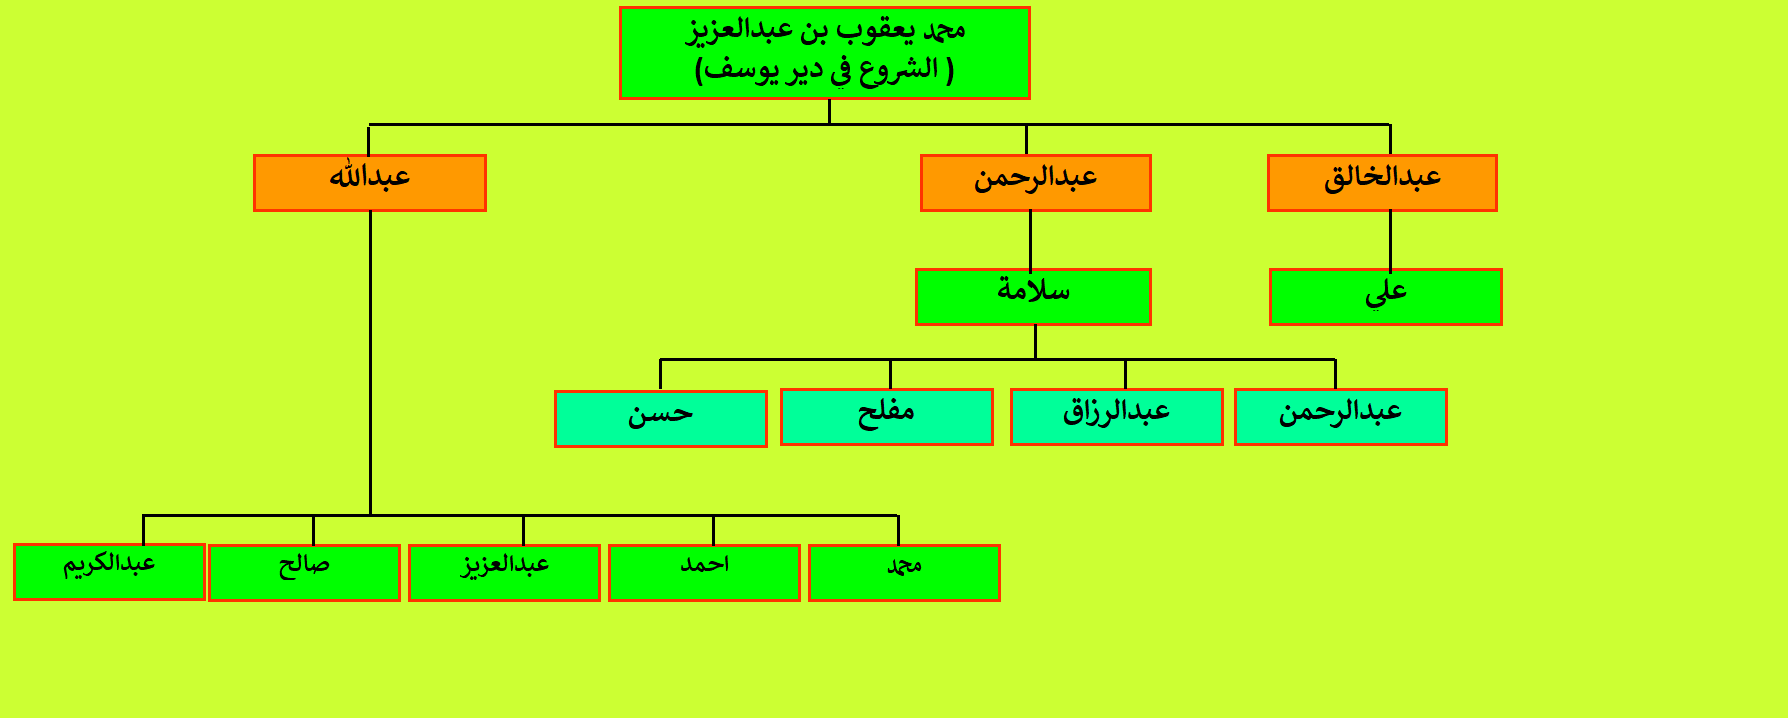 محمد يعقوب بن عبدالعزيز
( الشروع في دير يوسف)
عبدالخالق
عبدالرحمن
عبدالله
علي
سلامة
عبدالرحمن
عبدالرزاق
مفلح
حسن
محمد
احمد
عبدالعزيز
صالح
عبدالكريم